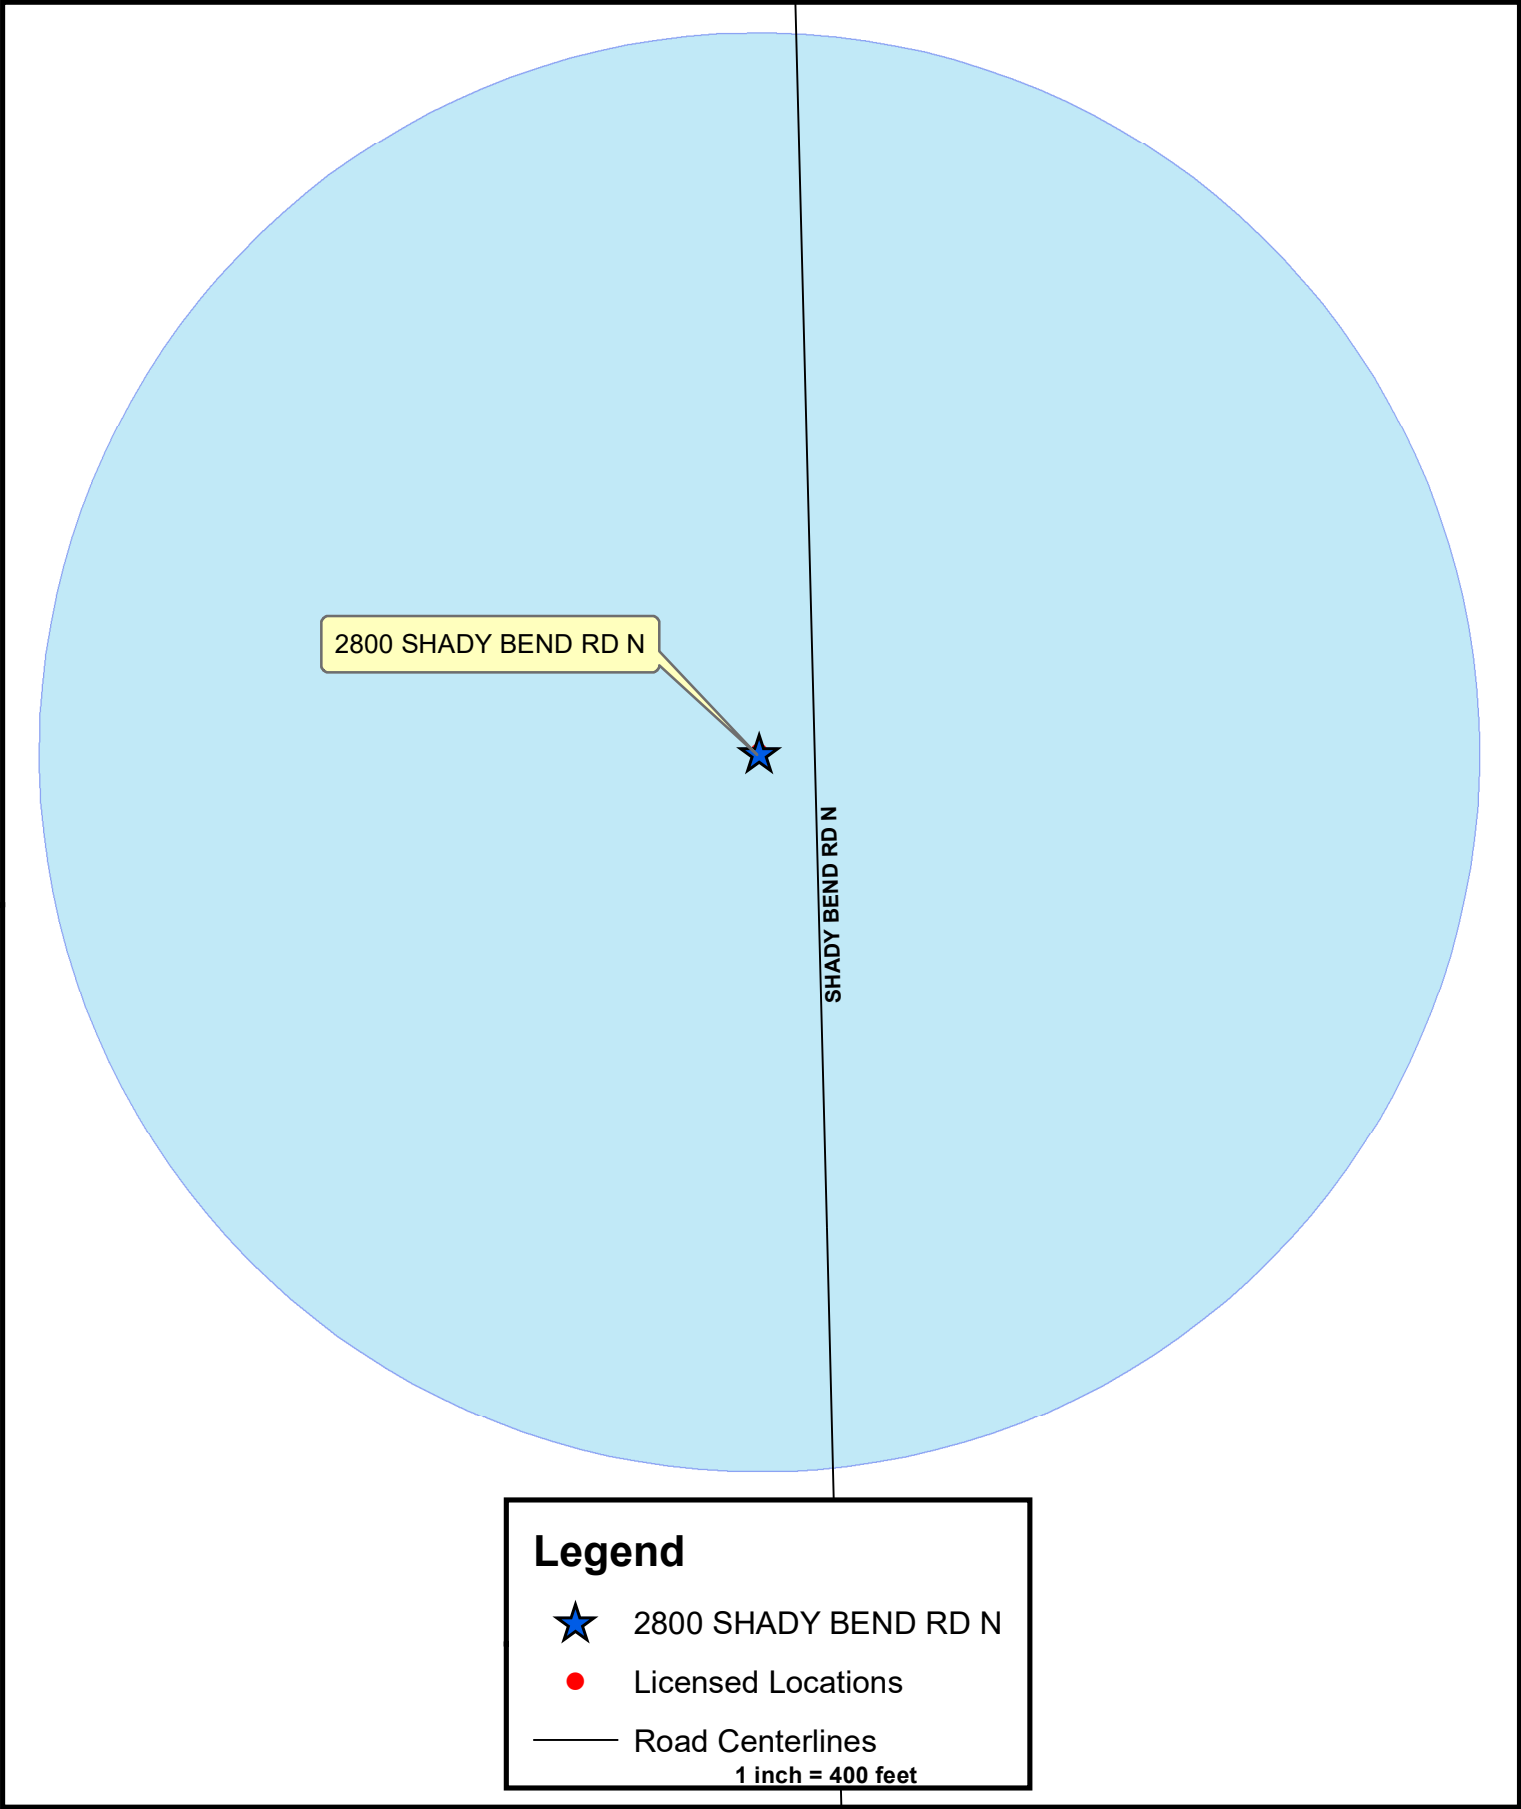 2800 SHADY BEND RD N
SHADY BEND RD N
Legend
2800 SHADY BEND RD N
Licensed Locations
Road Centerlines
1 inch = 400 feet